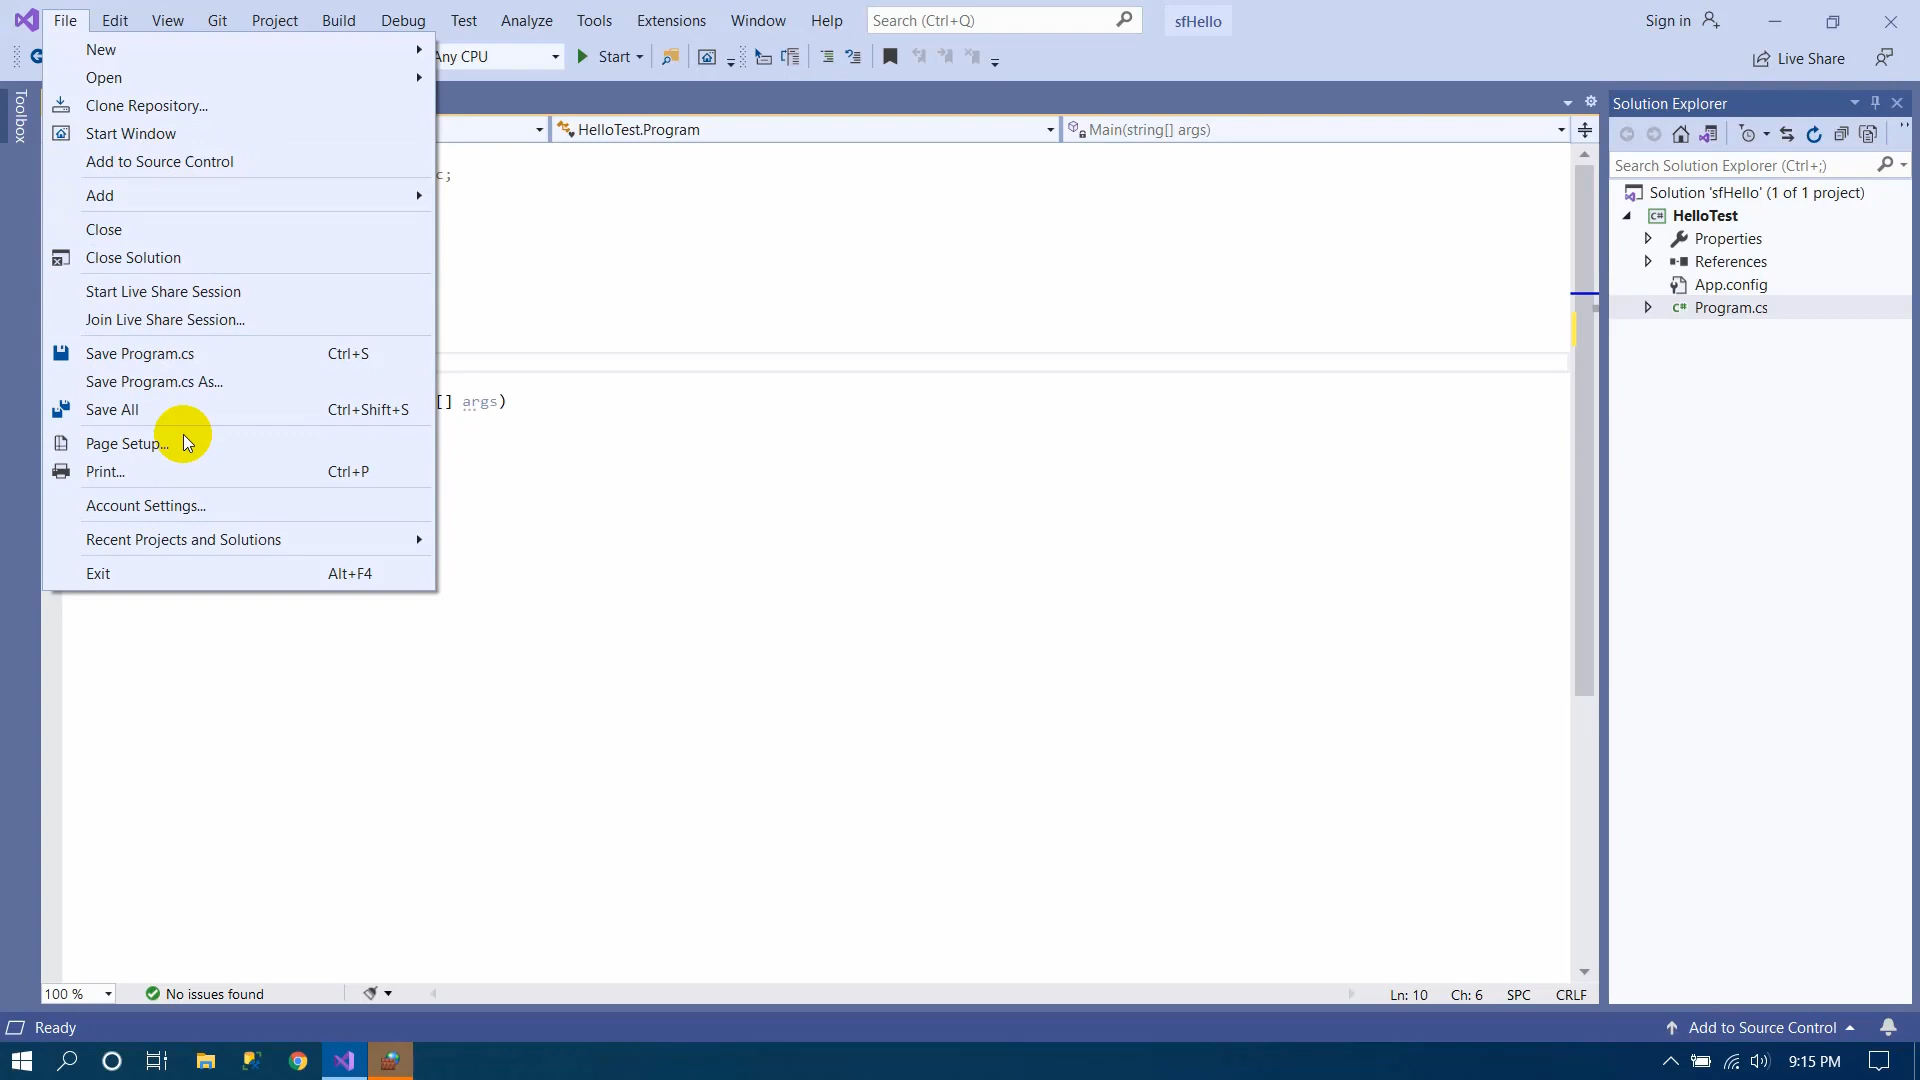 File Edit View Git Project Build Debug Test Analyze Tools Extensions Window Help Search (Ctrl+Q) sfHello Sign in
Any CPU Start Live Share
Toolbox
New
Open
Clone Repository...
Start Window
Add to Source Control
Add
Close
Close Solution
Start Live Share Session
Join Live Share Session...
Save Program.cs Ctrl+S
Save Program.cs As...
Save All Ctrl+Shift+S
Page Setup...
Print... Ctrl+P
Account Settings...
Recent Projects and Solutions
Exit Alt+F4
HelloTest.Program Main(string[] args)
c;
[] args)
Solution Explorer
Search Solution Explorer (Ctrl+;)
Solution 'sfHello' (1 of 1 project)
HelloTest
Properties
References
App.config
Program.cs
100 % No issues found Ln: 10 Ch: 6 SPC CRLF
Ready Add to Source Control
9:15 PM